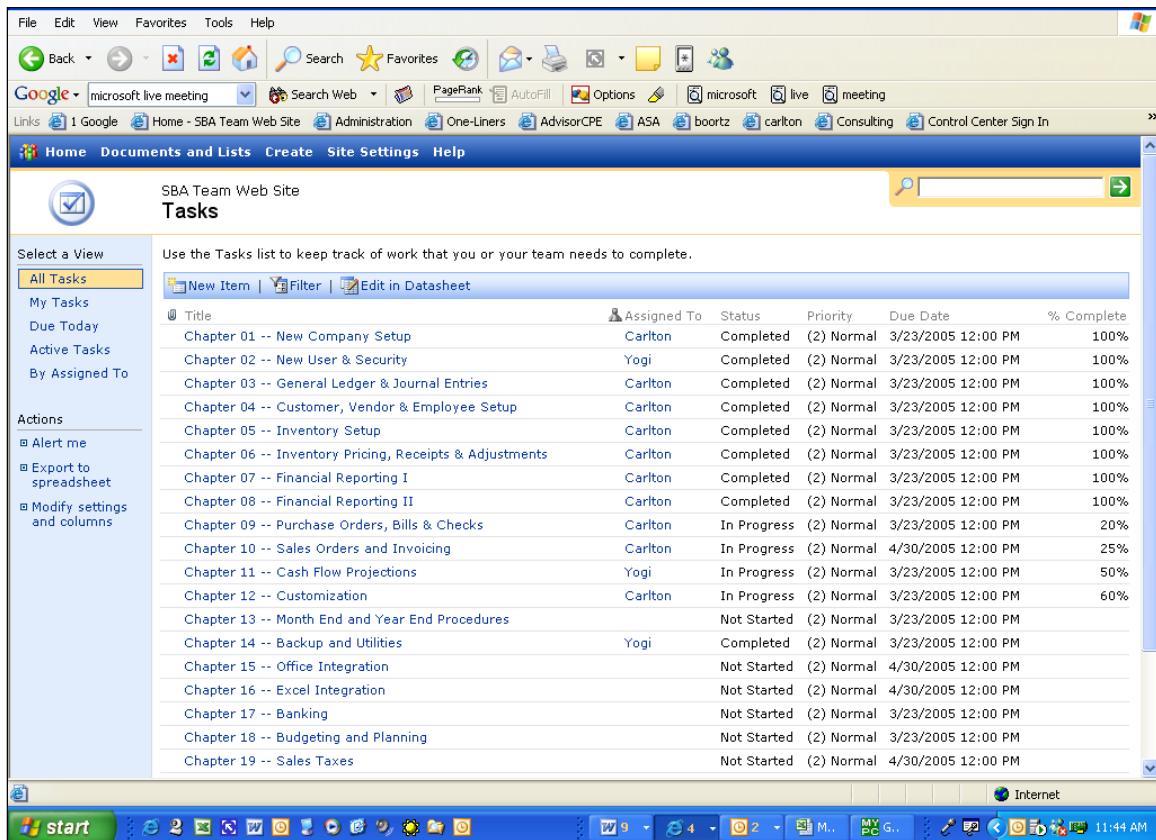 File Edit View Favorites Tools Help
Back Search Favorites
Google microsoft live meeting Search Web PageRank AutoFill Options microsoft live meeting
Links 1 Google Home - SBA Team Web Site Administration One-Liners AdvisorCPE ASA boortz carlton Consulting Control Center Sign In »
Home Documents and Lists Create Site Settings Help
SBA Team Web Site
Tasks
Select a View
All Tasks
My Tasks
Due Today
Active Tasks
By Assigned To
Actions
Alert me
Export to
spreadsheet
Modify settings
and columns
Use the Tasks list to keep track of work that you or your team needs to complete.
New Item | Filter | Edit in Datasheet
Title Assigned To Status Priority Due Date % Complete
Chapter 01 -- New Company Setup Carlton Completed (2) Normal 3/23/2005 12:00 PM 100%
Chapter 02 -- New User & Security Yogi Completed (2) Normal 3/23/2005 12:00 PM 100%
Chapter 03 -- General Ledger & Journal Entries Carlton Completed (2) Normal 3/23/2005 12:00 PM 100%
Chapter 04 -- Customer, Vendor & Employee Setup Carlton Completed (2) Normal 3/23/2005 12:00 PM 100%
Chapter 05 -- Inventory Setup Carlton Completed (2) Normal 3/23/2005 12:00 PM 100%
Chapter 06 -- Inventory Pricing, Receipts & Adjustments Carlton Completed (2) Normal 3/23/2005 12:00 PM 100%
Chapter 07 -- Financial Reporting I Carlton Completed (2) Normal 3/23/2005 12:00 PM 100%
Chapter 08 -- Financial Reporting II Carlton Completed (2) Normal 3/23/2005 12:00 PM 100%
Chapter 09 -- Purchase Orders, Bills & Checks Carlton In Progress (2) Normal 3/23/2005 12:00 PM 20%
Chapter 10 -- Sales Orders and Invoicing Carlton In Progress (2) Normal 4/30/2005 12:00 PM 25%
Chapter 11 -- Cash Flow Projections Yogi In Progress (2) Normal 3/23/2005 12:00 PM 50%
Chapter 12 -- Customization Carlton In Progress (2) Normal 3/23/2005 12:00 PM 60%
Chapter 13 -- Month End and Year End Procedures Not Started (2) Normal 3/23/2005 12:00 PM
Chapter 14 -- Backup and Utilities Yogi Completed (2) Normal 3/23/2005 12:00 PM
Chapter 15 -- Office Integration Not Started (2) Normal 4/30/2005 12:00 PM
Chapter 16 -- Excel Integration Not Started (2) Normal 4/30/2005 12:00 PM
Chapter 17 -- Banking Not Started (2) Normal 3/23/2005 12:00 PM
Chapter 18 -- Budgeting and Planning Not Started (2) Normal 3/23/2005 12:00 PM
Chapter 19 -- Sales Taxes Not Started (2) Normal 4/30/2005 12:00 PM
Internet
start 9 4 2 M.. G.. 11:44 AM